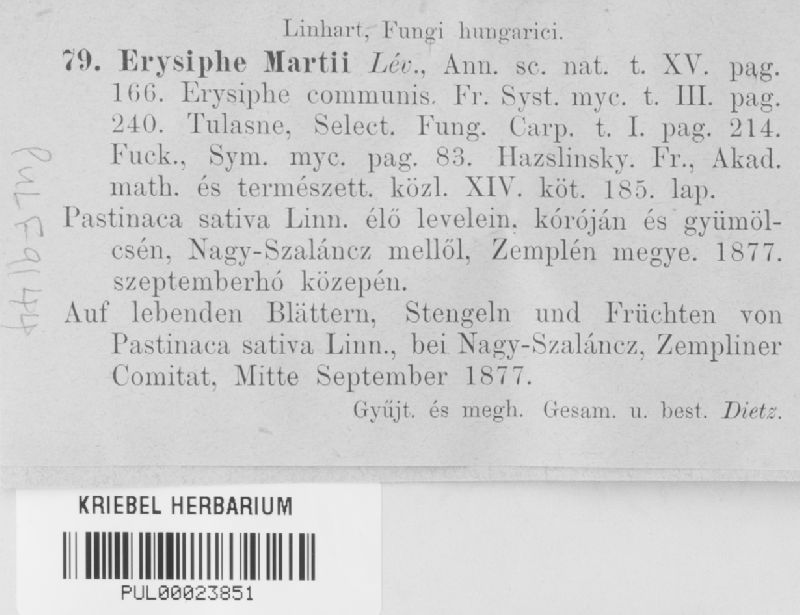 Linhart, Fungi hungarici.
79. Erysiphe Martii Lév., Ann. sc. nat. t. XV. pag.
166. Erysiphe communis. Fr. Syst. myc. t. III. pag.
240. Tulasne, Select. Fung. Carp. t. I. pag. 214.
Fuck., Sym. myc. pag. 83. Hazslinsky. Fr., Akad.
math. és természett. közl. XIV. köt. 185. lap.
Pastinaca sativa Linn. élő levelein, kóróján és gyümöl-
csén, Nagy-Szaláncz mellől, Zemplén megye. 1877.
szeptemberhó közepén.
Auf lebenden Blättern, Stengeln und Früchten von
Pastinaca sativa Linn., bei Nagy-Szaláncz, Zempliner
Comitat, Mitte September 1877.
Gyűjt. és megh. Gesam. u. best. Dietz.
PUL F9144
KRIEBEL HERBARIUM
PUL00023851